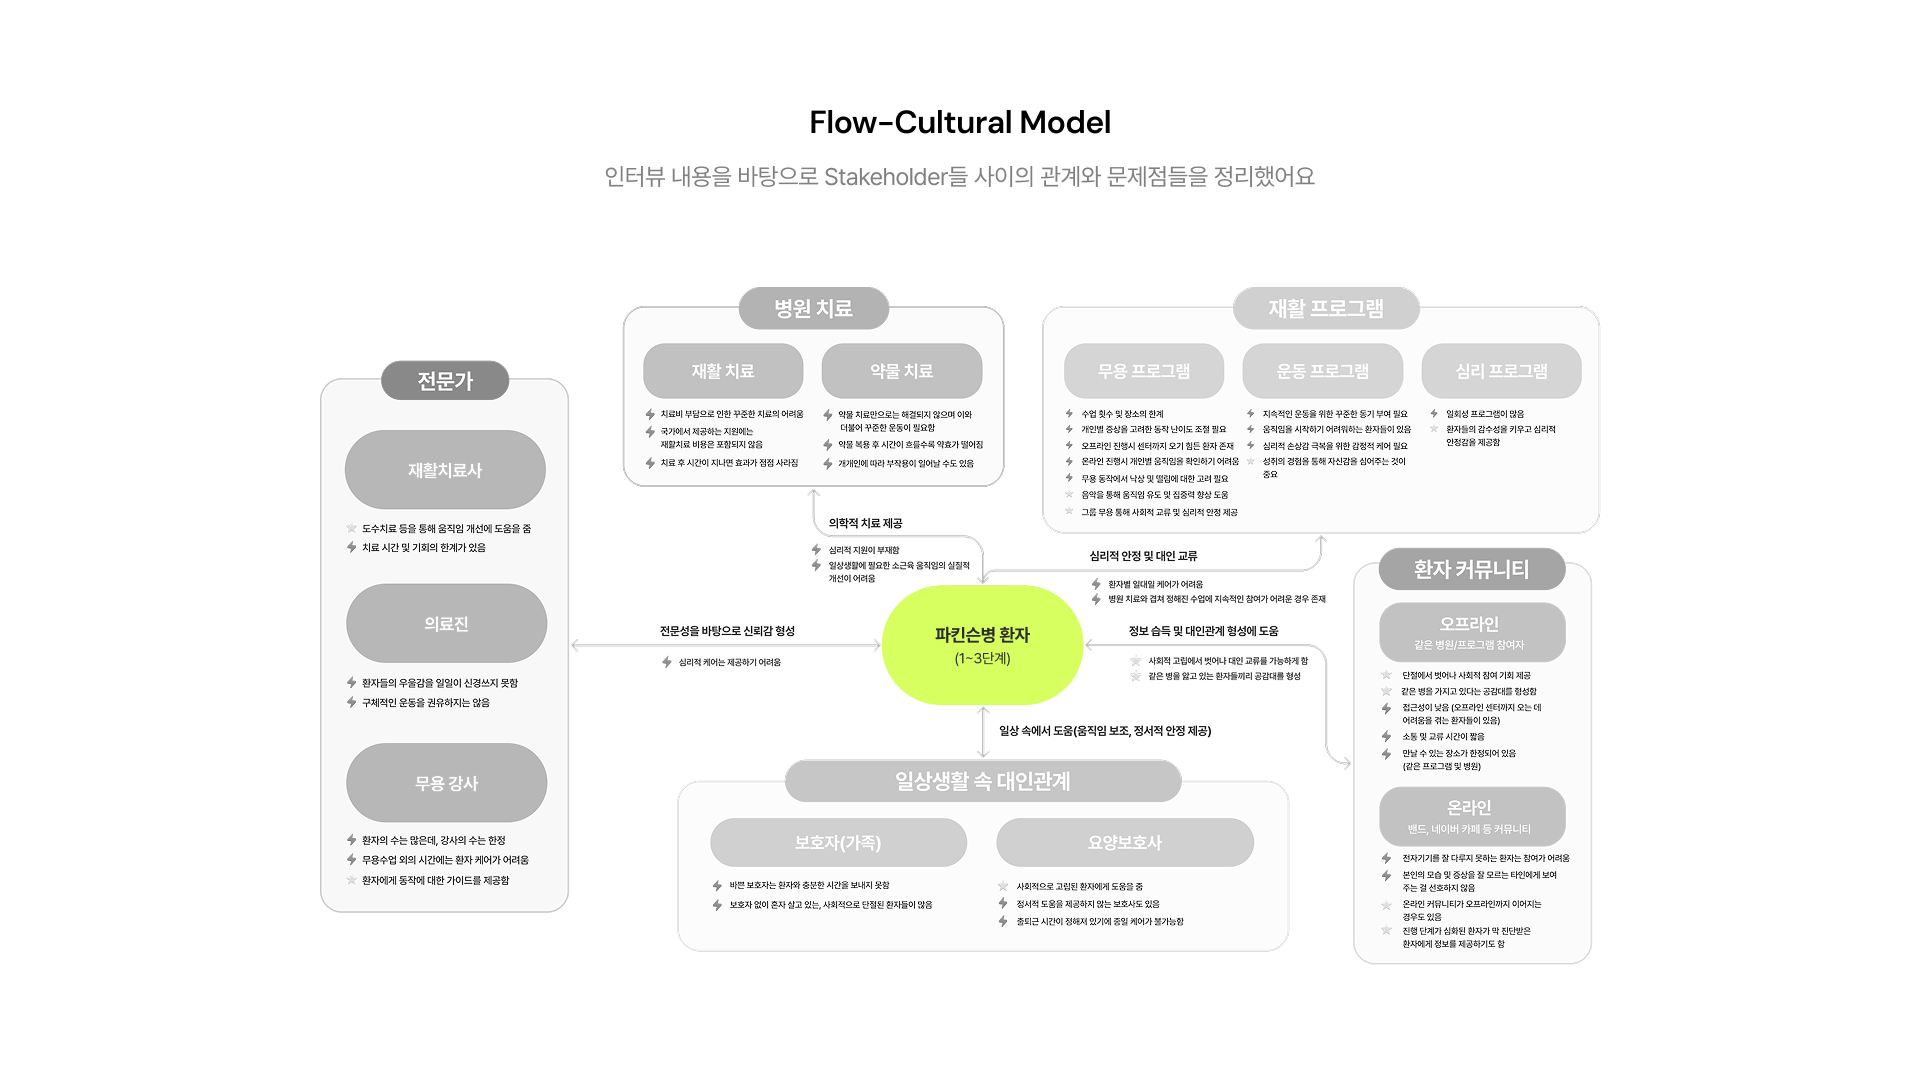 Flow-Cultural Model
인터뷰 내용을 바탕으로 Stakeholder들 사이의 관계와 문제점들을 정리했어요
전문가
재활치료사
도수치료 등을 통해 움직임 개선에 도움을 줌
치료 시간 및 기회의 한계가 있음
의료진
환자들의 우울감을 일일이 신경쓰지 못함
구체적인 운동을 권유하지는 않음
무용 강사
환자의 수는 많은데, 강사의 수는 한정
무용수업 외의 시간에는 환자 케어가 어려움
환자에게 동작에 대한 가이드를 제공함
병원 치료
재활 치료
치료비 부담으로 인한 꾸준한 치료의 어려움
국가에서 제공하는 지원에는
재활치료 비용은 포함되지 않음
치료 후 시간이 지나면 효과가 점점 사라짐
약물 치료
약물 치료만으로는 해결되지 않으며 이와
더불어 꾸준한 운동이 필요함
약물 복용 후 시간이 흐를수록 약효가 떨어짐
개개인에 따라 부작용이 일어날 수도 있음
재활 프로그램
무용 프로그램
수업 횟수 및 장소의 한계
개인별 증상을 고려한 동작 난이도 조절 필요
오프라인 진행시 센터까지 오기 힘든 환자 존재
온라인 진행시 개인별 움직임을 확인하기 어려움
무용 동작에서 낙상 및 떨림에 대한 고려 필요
음악을 통해 움직임 유도 및 집중력 향상 도움
그룹 무용 통해 사회적 교류 및 심리적 안정 제공
운동 프로그램
지속적인 운동을 위한 꾸준한 동기 부여 필요
움직임을 시작하기 어려워하는 환자들이 있음
심리적 손상감 극복을 위한 감정적 케어 필요
성취의 경험을 통해 자신감을 심어주는 것이
중요
심리 프로그램
일회성 프로그램이 많음
환자들의 감수성을 키우고 심리적
안정감을 제공함
의학적 치료 제공
심리적 지원이 부재함
일상생활에 필요한 소근육 움직임의 실질적
개선이 어려움
심리적 안정 및 대인 교류
환자별 일대일 케어가 어려움
병원 치료와 겹쳐 정해진 수업에 지속적인 참여가 어려운 경우 존재
전문성을 바탕으로 신뢰감 형성
심리적 케어는 제공하기 어려움
파킨슨병 환자
(1~3단계)
정보 습득 및 대인관계 형성에 도움
사회적 고립에서 벗어나 대인 교류를 가능하게 함
같은 병을 앓고 있는 환자들끼리 공감대를 형성
일상 속에서 도움(움직임 보조, 정서적 안정 제공)
일상생활 속 대인관계
보호자(가족)
바쁜 보호자는 환자와 충분한 시간을 보내지 못함
보호자 없이 혼자 살고 있는, 사회적으로 단절된 환자들이 많음
요양보호사
사회적으로 고립된 환자에게 도움을 줌
정서적 도움을 제공하지 않는 보호사도 있음
출퇴근 시간이 정해져 있기에 종일 케어가 불가능함
환자 커뮤니티
오프라인
같은 병원/프로그램 참여자
단절에서 벗어나 사회적 참여 기회 제공
같은 병을 가지고 있다는 공감대를 형성함
접근성이 낮음 (오프라인 센터까지 오는 데
어려움을 겪는 환자들이 있음)
소통 및 교류 시간이 짧음
만날 수 있는 장소가 한정되어 있음
(같은 프로그램 및 병원)
온라인
밴드, 네이버 카페 등 커뮤니티
전자기기를 잘 다루지 못하는 환자는 참여가 어려움
본인의 모습 및 증상을 잘 모르는 타인에게 보여
주는 걸 선호하지 않음
온라인 커뮤니티가 오프라인까지 이어지는
경우도 있음
진행 단계가 심화된 환자가 막 진단받은
환자에게 정보를 제공하기도 함